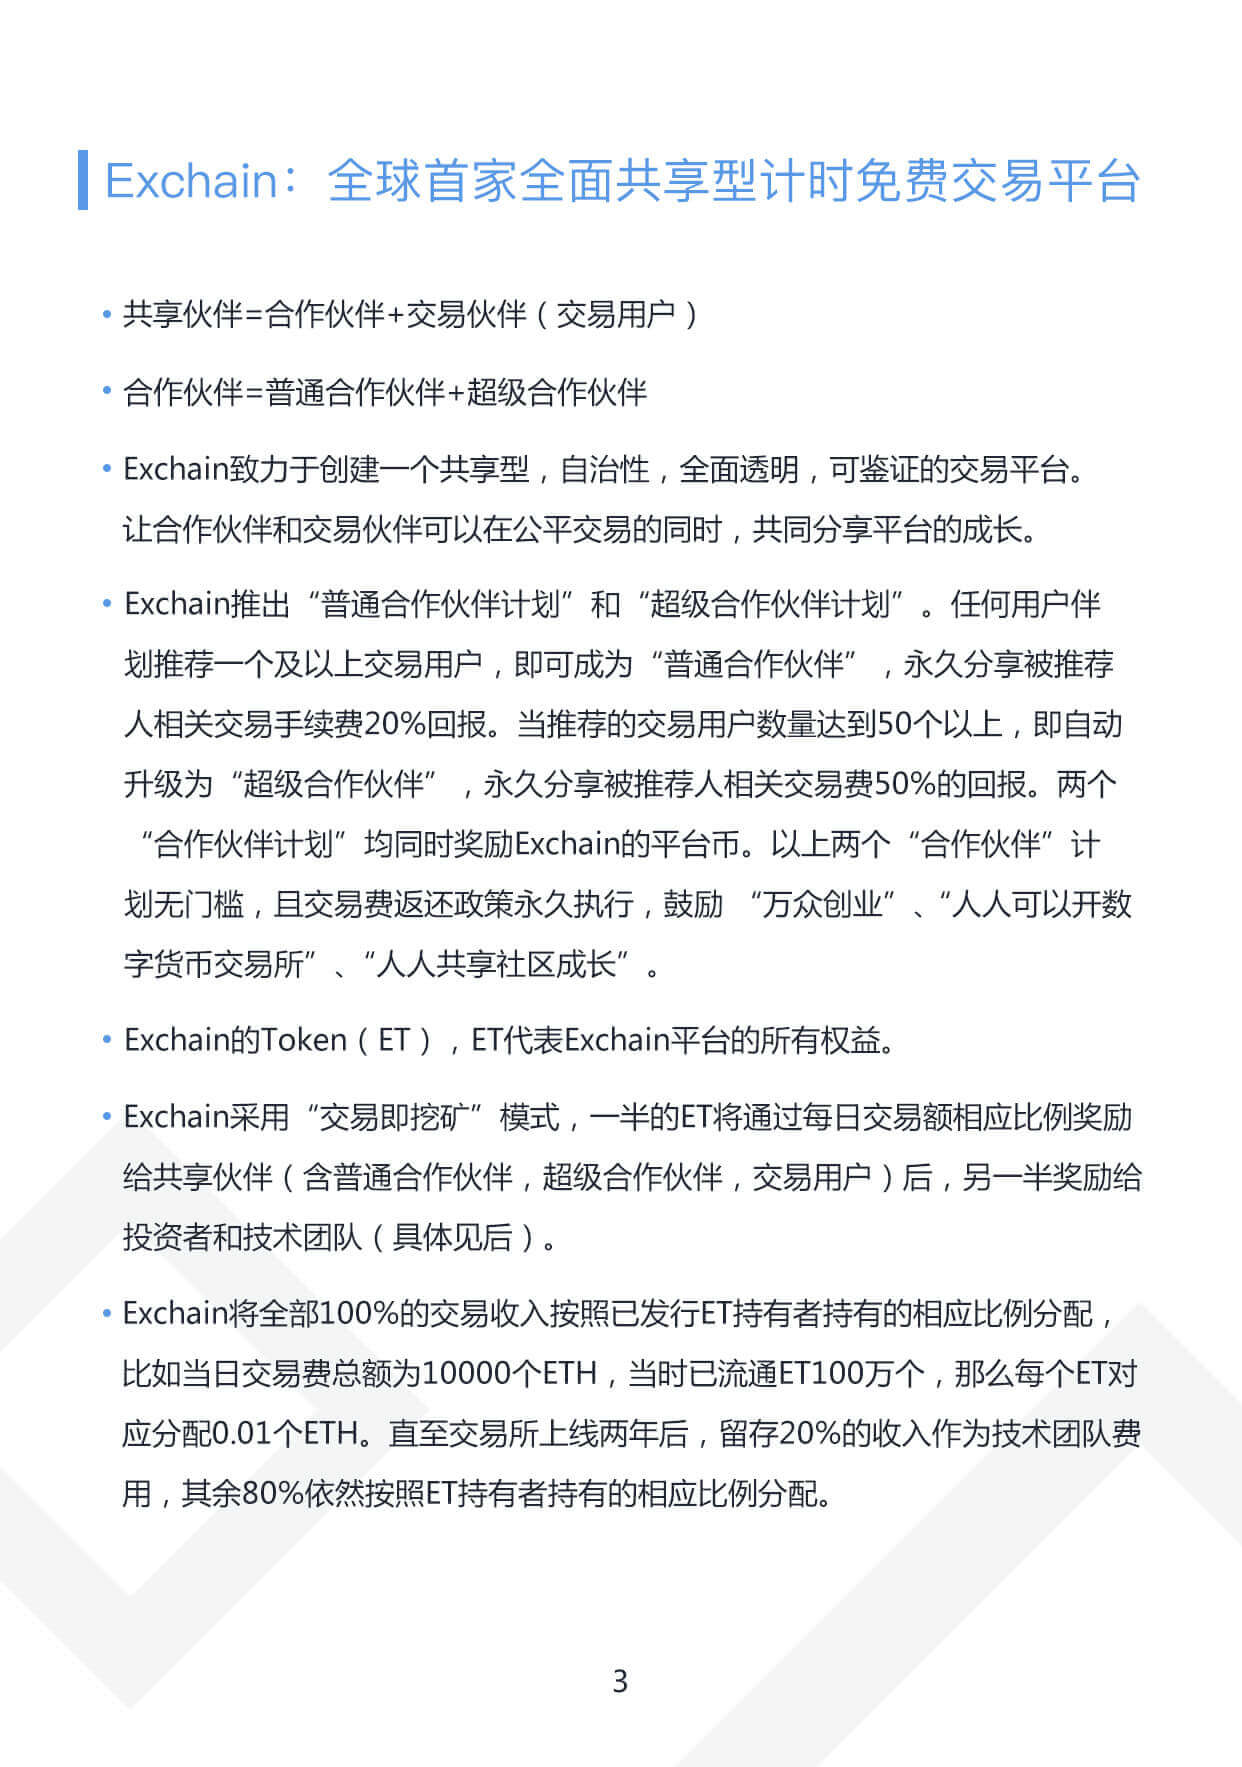 Exchain：全球首家全面共享型计时免费交易平台
• 共享伙伴=合作伙伴+交易伙伴（交易用户）
• 合作伙伴=普通合作伙伴+超级合作伙伴
• Exchain致力于创建一个共享型，自治性，全面透明，可鉴证的交易平台。
让合作伙伴和交易伙伴可以在公平交易的同时，共同分享平台的成长。
• Exchain推出“普通合作伙伴计划”和“超级合作伙伴计划”。任何用户伴
划推荐一个及以上交易用户，即可成为“普通合作伙伴”，永久分享被推荐
人相关交易手续费20%回报。当推荐的交易用户数量达到50个以上，即自动
升级为“超级合作伙伴”，永久分享被推荐人相关交易费50%的回报。两个
“合作伙伴计划”均同时奖励Exchain的平台币。以上两个“合作伙伴”计
划无门槛，且交易费返还政策永久执行，鼓励 “万众创业”、“人人可以开数
字货币交易所”、“人人共享社区成长”。
• Exchain的Token（ET），ET代表Exchain平台的所有权益。
• Exchain采用“交易即挖矿”模式，一半的ET将通过每日交易额相应比例奖励
给共享伙伴（含普通合作伙伴，超级合作伙伴，交易用户）后，另一半奖励给
投资者和技术团队（具体见后）。
• Exchain将全部100%的交易收入按照已发行ET持有者持有的相应比例分配，
比如当日交易费总额为10000个ETH，当时已流通ET100万个，那么每个ET对
应分配0.01个ETH。直至交易所上线两年后，留存20%的收入作为技术团队费
用，其余80%依然按照ET持有者持有的相应比例分配。
3